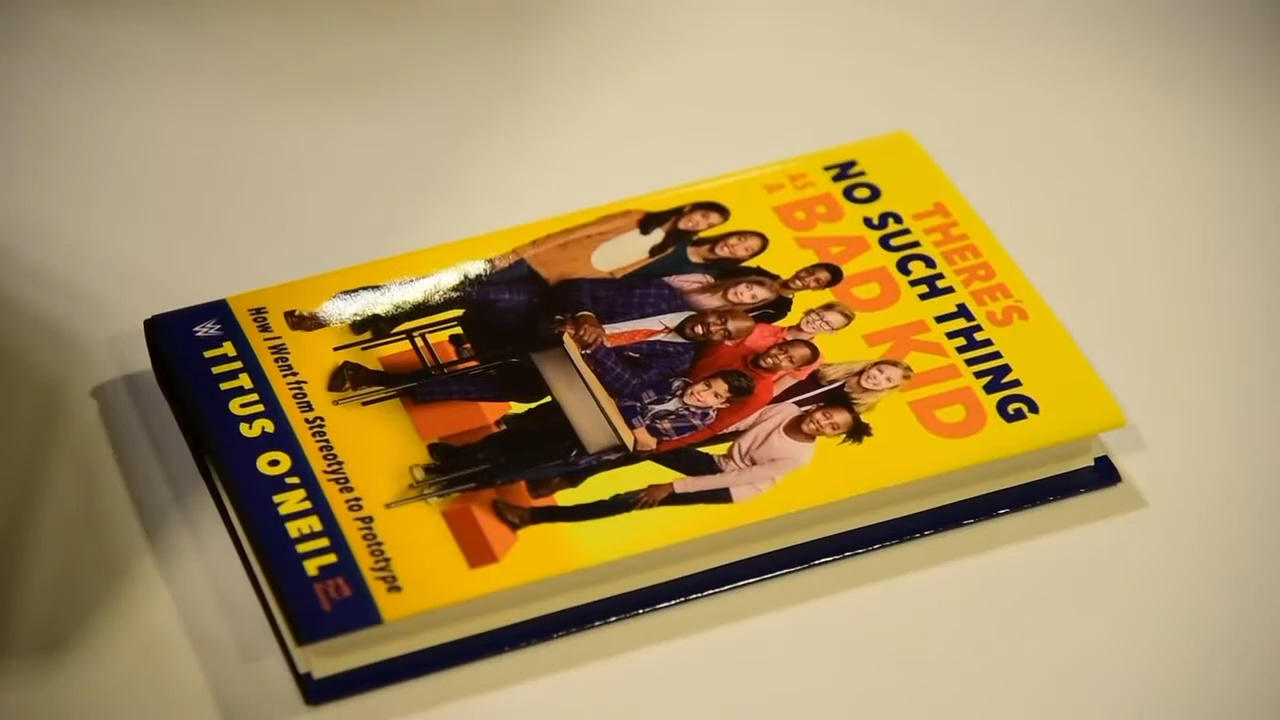 THERE'S
NO SUCH THING
AS A
BAD KID
How I Went from Stereotype to Prototype
W
TITUS O'NEIL